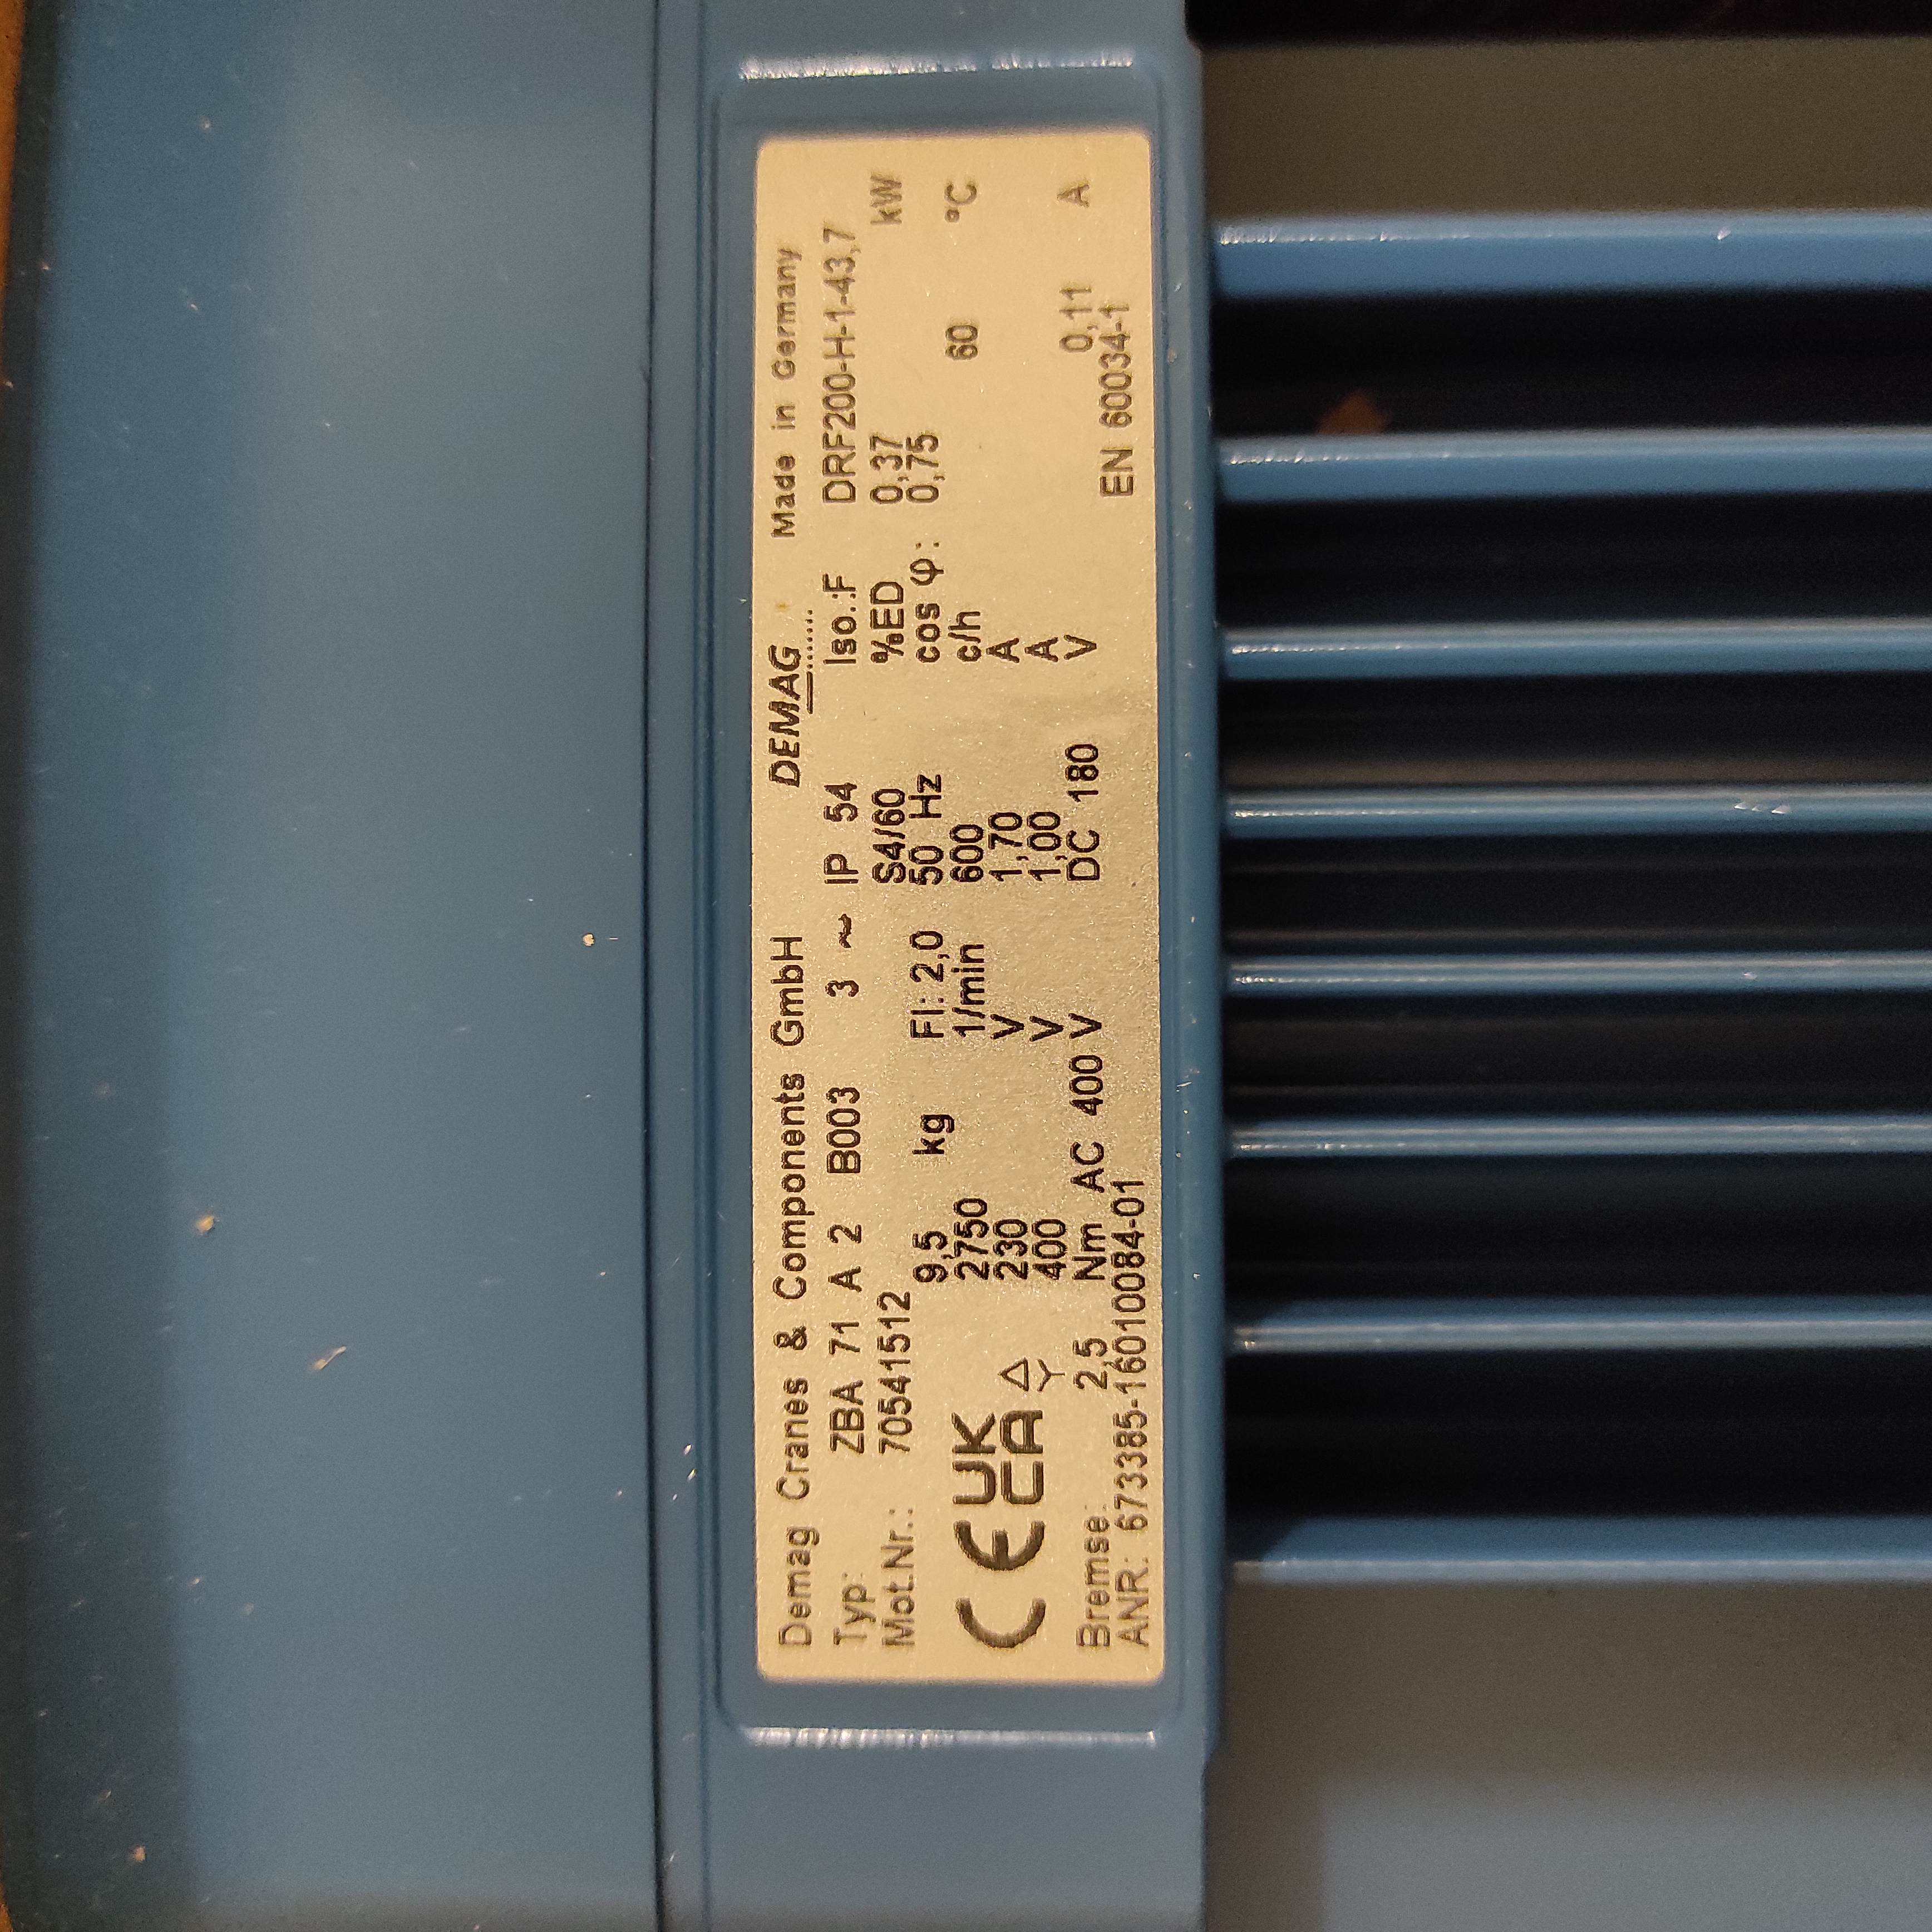 Demag Cranes & Components GmbH DEMAG Made in Germany
Typ: ZBA 71 A 2 B003 3 ~ IP 54 Iso.:F DRF200-H-1-43,7
Mot.Nr.: 70541512 S4/60 %ED 0,37 kW
9,5 kg FI: 2,0 50 Hz cos φ: 0,75
CE UK CA 2750 1/min 600 c/h 60 °C
△ 230 V 1,70 A
Y 400 V 1,00 A
Bremse: 2,5 Nm AC 400 V DC 180 V 0,11 A
ANR: 673385-16010084-01 EN 60034-1